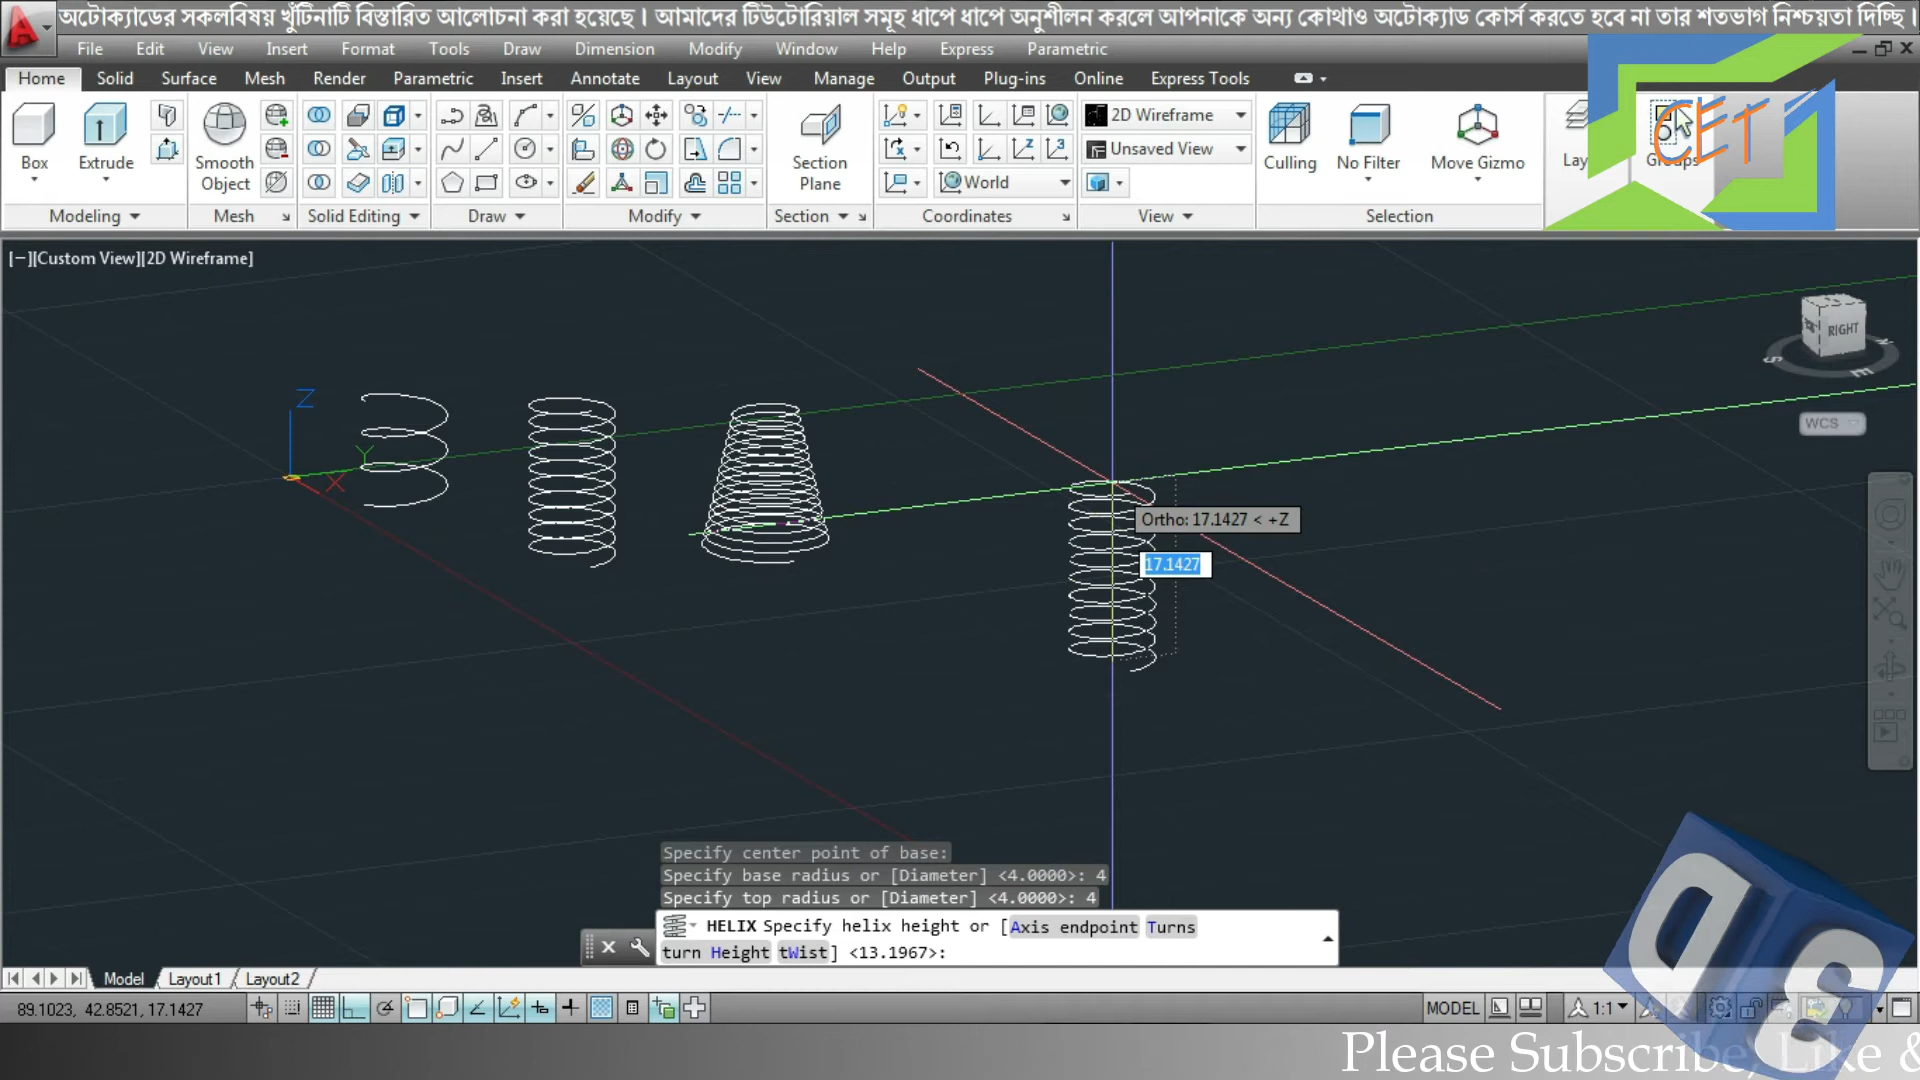 অটোক্যাডের সকলবিষয় খুঁটিনাটি বিস্তারিত আলোচনা করা হয়েছে। আমাদের টিউটোরিয়াল সমূহ ধাপে ধাপে অনুশীলন করলে আপনাকে অন্য কোথাও অটোক্যাড কোর্স করতে হবে না তার শতভাগ নিশ্চয়তা দিচ্ছি।
File Edit View Insert Format Tools Draw Dimension Modify Window Help Express Parametric
Home Solid Surface Mesh Render Parametric Insert Annotate Layout View Manage Output Plug-ins Online Express Tools
2D Wireframe
Unsaved View
World
Box Extrude Smooth Object Section Plane Culling No Filter Move Gizmo Groups
CET
Modeling Mesh Solid Editing Draw Modify Section Coordinates View Selection
[−][Custom View][2D Wireframe]
Z
Y
X
RIGHT
S
E
WCS
Ortho: 17.1427 < +Z
17.1427
Specify center point of base:
Specify base radius or [Diameter] <4.0000>: 4
Specify top radius or [Diameter] <4.0000>: 4
HELIX Specify helix height or [Axis endpoint Turns
turn Height tWist] <13.1967>:
Model Layout1 Layout2
89.1023, 42.8521, 17.1427
MODEL 1:1
Please Subscribe, Like &